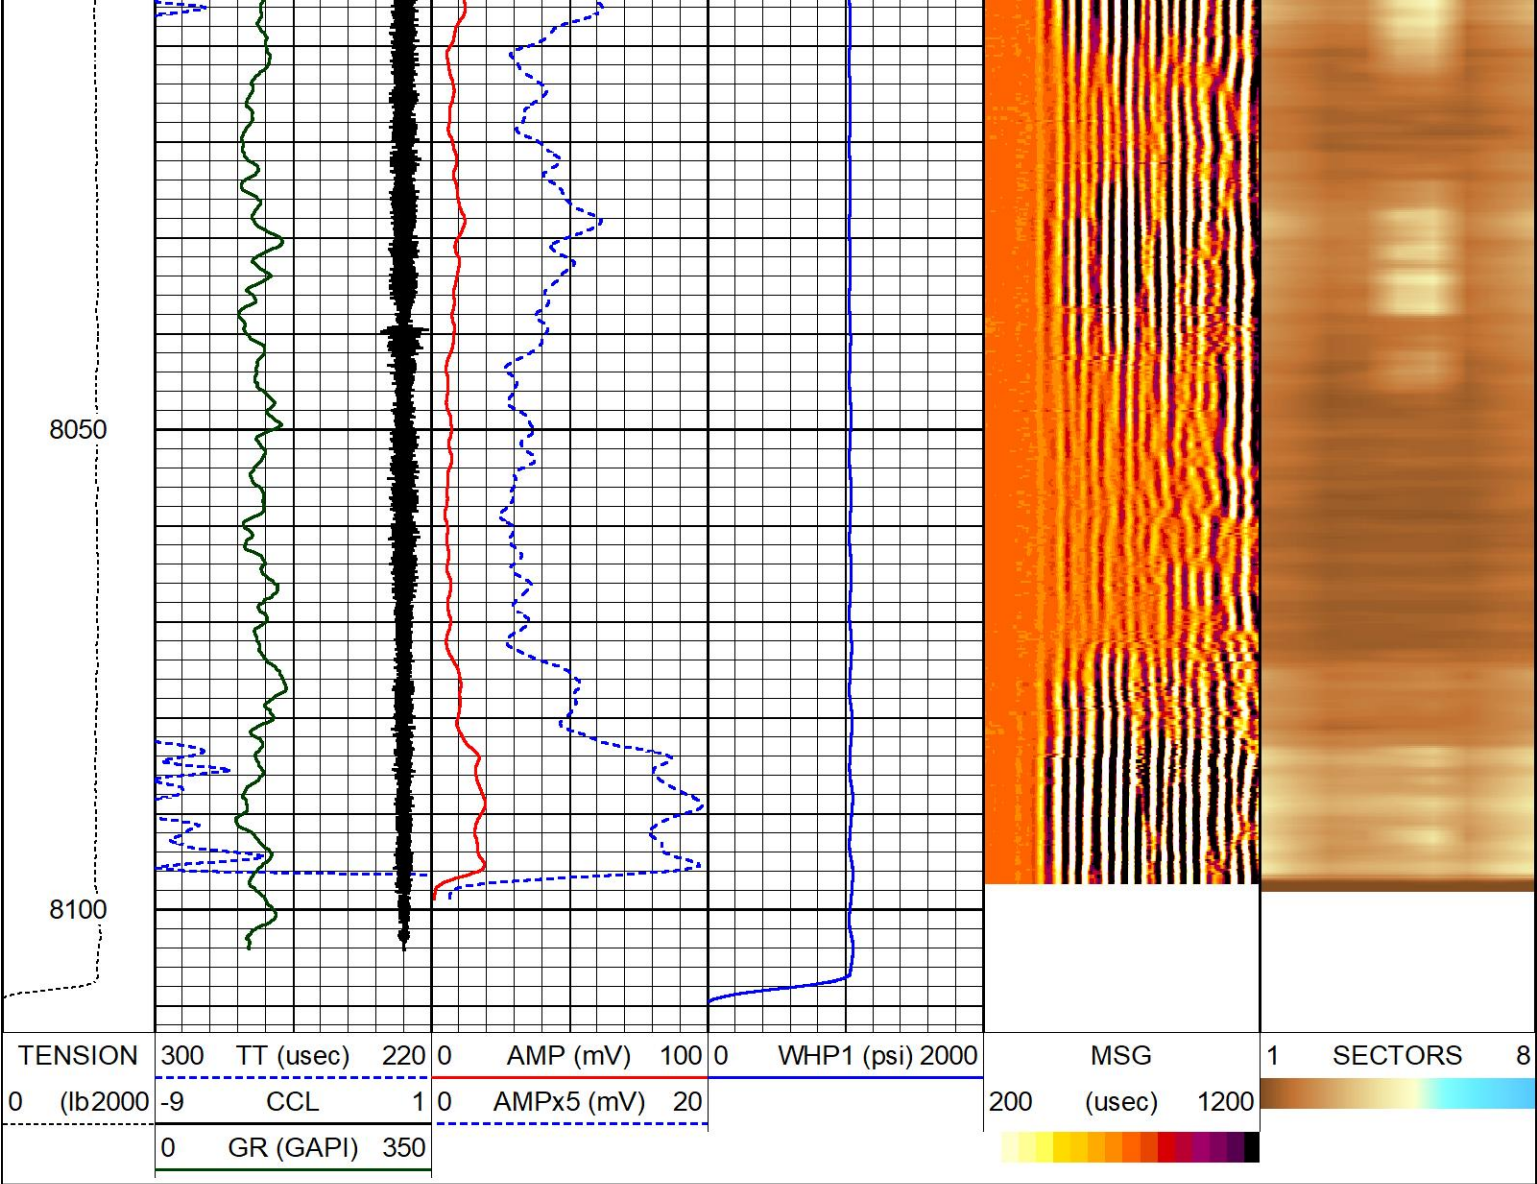 8050
8100
TENSION
300 TT (usec) 220
0 AMP (mV) 100
0 WHP1 (psi) 2000
MSG
1 SECTORS 8
0 (lb2000
-9 CCL 1
0 AMPx5 (mV) 20
200 (usec) 1200
0 GR (GAPI) 350